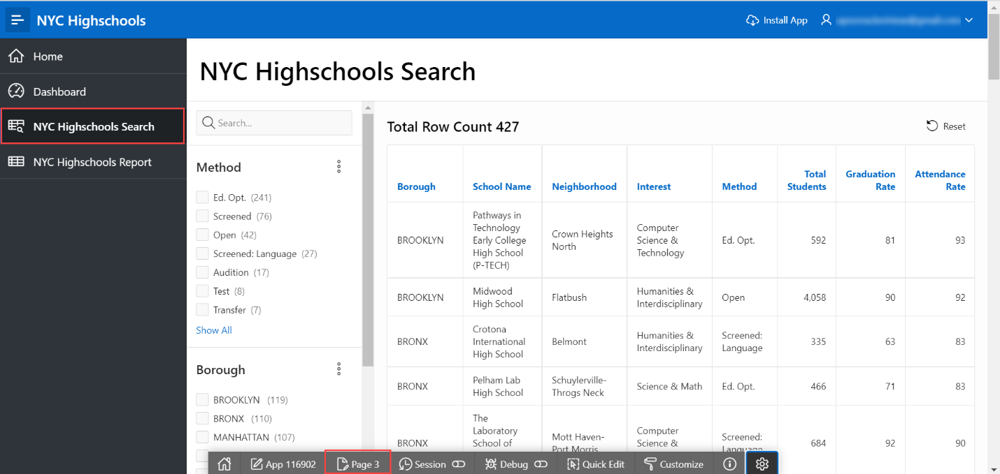 NYC Highschools
Install App
Home
Dashboard
NYC Highschools Search
NYC Highschools Report
NYC Highschools Search
Search...
Method
Ed. Opt. (241)
Screened (76)
Open (42)
Screened: Language (27)
Audition (17)
Test (8)
Transfer (7)
Show All
Borough
BROOKLYN (119)
BRONX (110)
MANHATTAN (107)
Total Row Count 427
Reset
Borough
School Name
Neighborhood
Interest
Method
Total
Students
Graduation
Rate
Attendance
Rate
BROOKLYN
Pathways in
Technology
Early College
High School
(P-TECH)
Crown Heights
North
Computer
Science &
Technology
Ed. Opt.
592
81
93
BROOKLYN
Midwood
High School
Flatbush
Humanities &
Interdisciplinary
Open
4,058
90
92
BRONX
Crotona
International
High School
Belmont
Humanities &
Interdisciplinary
Screened:
Language
335
63
83
BRONX
Pelham Lab
High School
Schuylerville-
Throgs Neck
Science & Math
Ed. Opt.
466
71
83
BRONX
The
Laboratory
School of
Mott Haven-
Port Morris
Computer
Science &
Screened:
Language
684
92
90
App 116902
Page 3
Session
Debug
Quick Edit
Customize